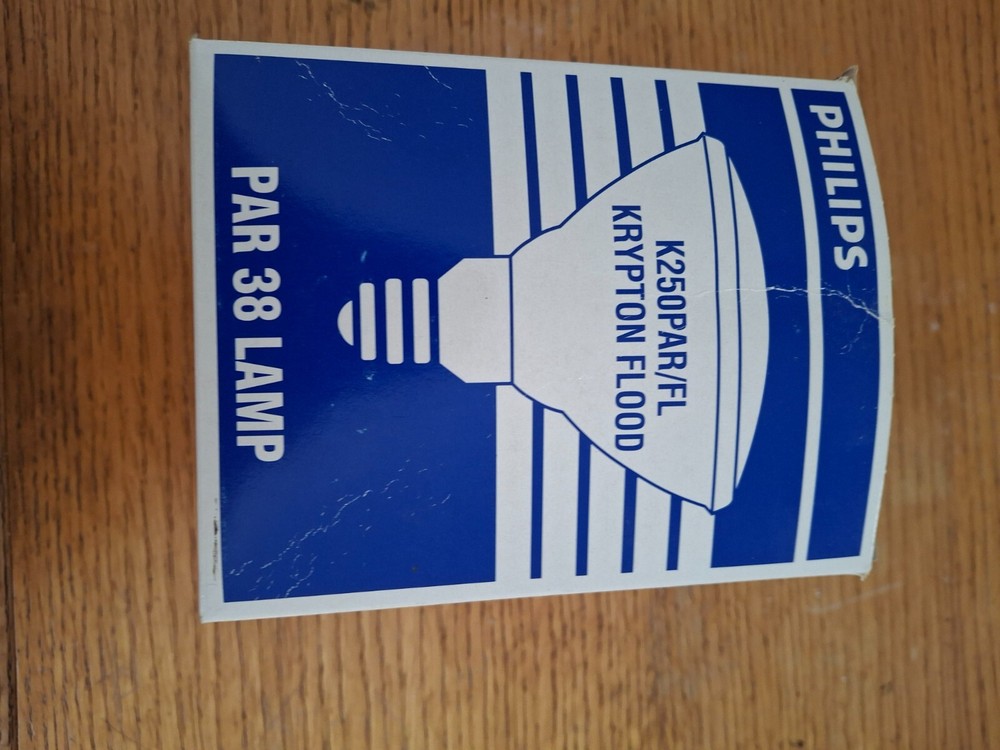 PHILIPS
K250PAR/FL
KRYPTON FLOOD
PAR 38 LAMP